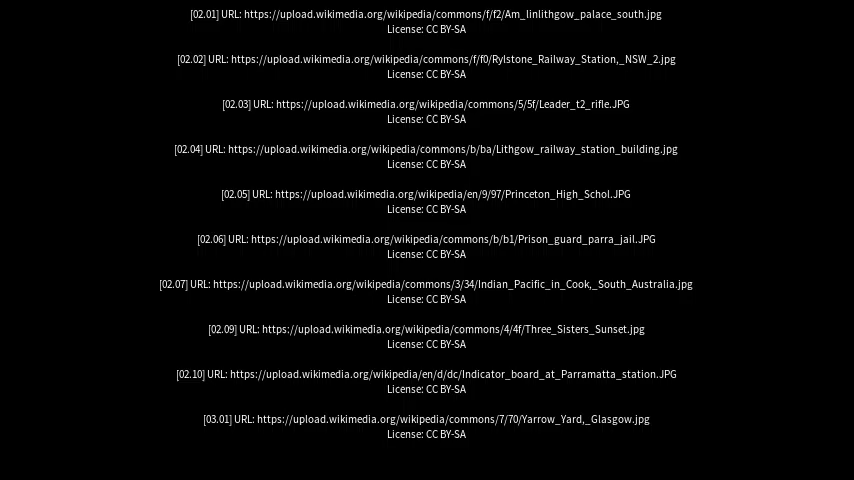 [02.01] URL: https://upload.wikimedia.org/wikipedia/commons/f/f2/Am_linlithgow_palace_south.jpg
License: CC BY-SA
[02.02] URL: https://upload.wikimedia.org/wikipedia/commons/f/f0/Rylstone_Railway_Station,_NSW_2.jpg
License: CC BY-SA
[02.03] URL: https://upload.wikimedia.org/wikipedia/commons/5/5f/Leader_t2_rifle.JPG
License: CC BY-SA
[02.04] URL: https://upload.wikimedia.org/wikipedia/commons/b/ba/Lithgow_railway_station_building.jpg
License: CC BY-SA
[02.05] URL: https://upload.wikimedia.org/wikipedia/en/9/97/Princeton_High_Schol.JPG
License: CC BY-SA
[02.06] URL: https://upload.wikimedia.org/wikipedia/commons/b/b1/Prison_guard_parra_jail.JPG
License: CC BY-SA
[02.07] URL: https://upload.wikimedia.org/wikipedia/commons/3/34/Indian_Pacific_in_Cook,_South_Australia.jpg
License: CC BY-SA
[02.09] URL: https://upload.wikimedia.org/wikipedia/commons/4/4f/Three_Sisters_Sunset.jpg
License: CC BY-SA
[02.10] URL: https://upload.wikimedia.org/wikipedia/en/d/dc/Indicator_board_at_Parramatta_station.JPG
License: CC BY-SA
[03.01] URL: https://upload.wikimedia.org/wikipedia/commons/7/70/Yarrow_Yard,_Glasgow.jpg
License: CC BY-SA